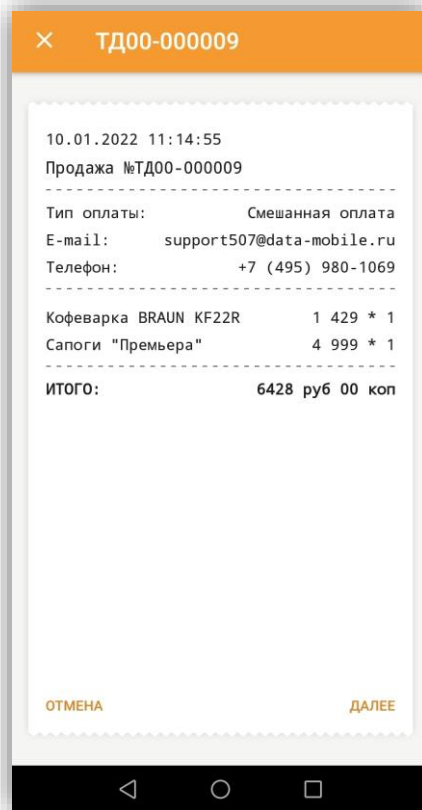 ТД00-000009
10.01.2022 11:14:55
Продажа №ТД00-000009
Тип оплаты: Смешанная оплата
E-mail: support507@data-mobile.ru
Телефон: +7 (495) 980-1069
Кофеварка BRAUN KF22R 1 429 * 1
Сапоги "Премьера" 4 999 * 1
ИТОГО: 6428 руб 00 коп
ОТМЕНА ДАЛЕЕ